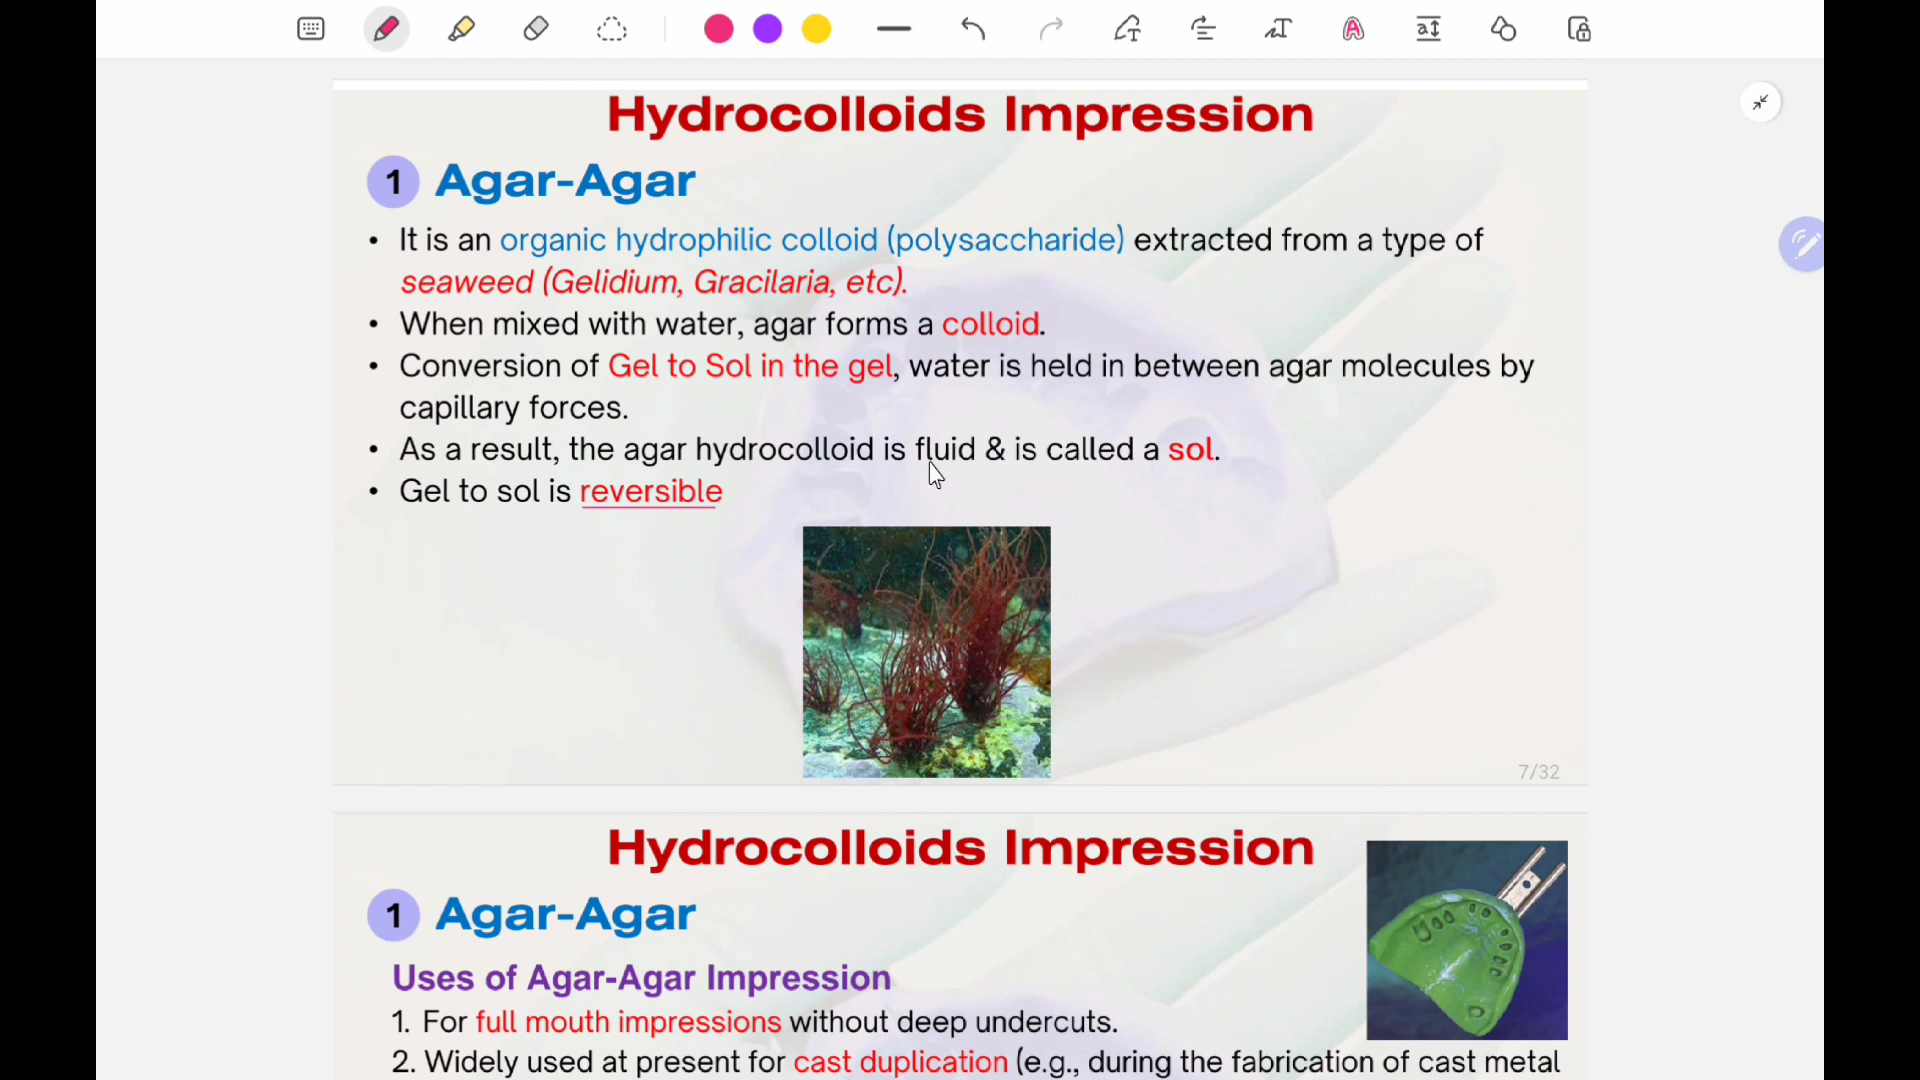 Hydrocolloids Impression
1 Agar-Agar
• It is an organic hydrophilic colloid (polysaccharide) extracted from a type of
seaweed (Gelidium, Gracilaria, etc).
• When mixed with water, agar forms a colloid.
• Conversion of Gel to Sol in the gel, water is held in between agar molecules by
capillary forces.
• As a result, the agar hydrocolloid is fluid & is called a sol.
• Gel to sol is reversible
7/32
Hydrocolloids Impression
1 Agar-Agar
Uses of Agar-Agar Impression
1. For full mouth impressions without deep undercuts.
2. Widely used at present for cast duplication (e.g., during the fabrication of cast metal